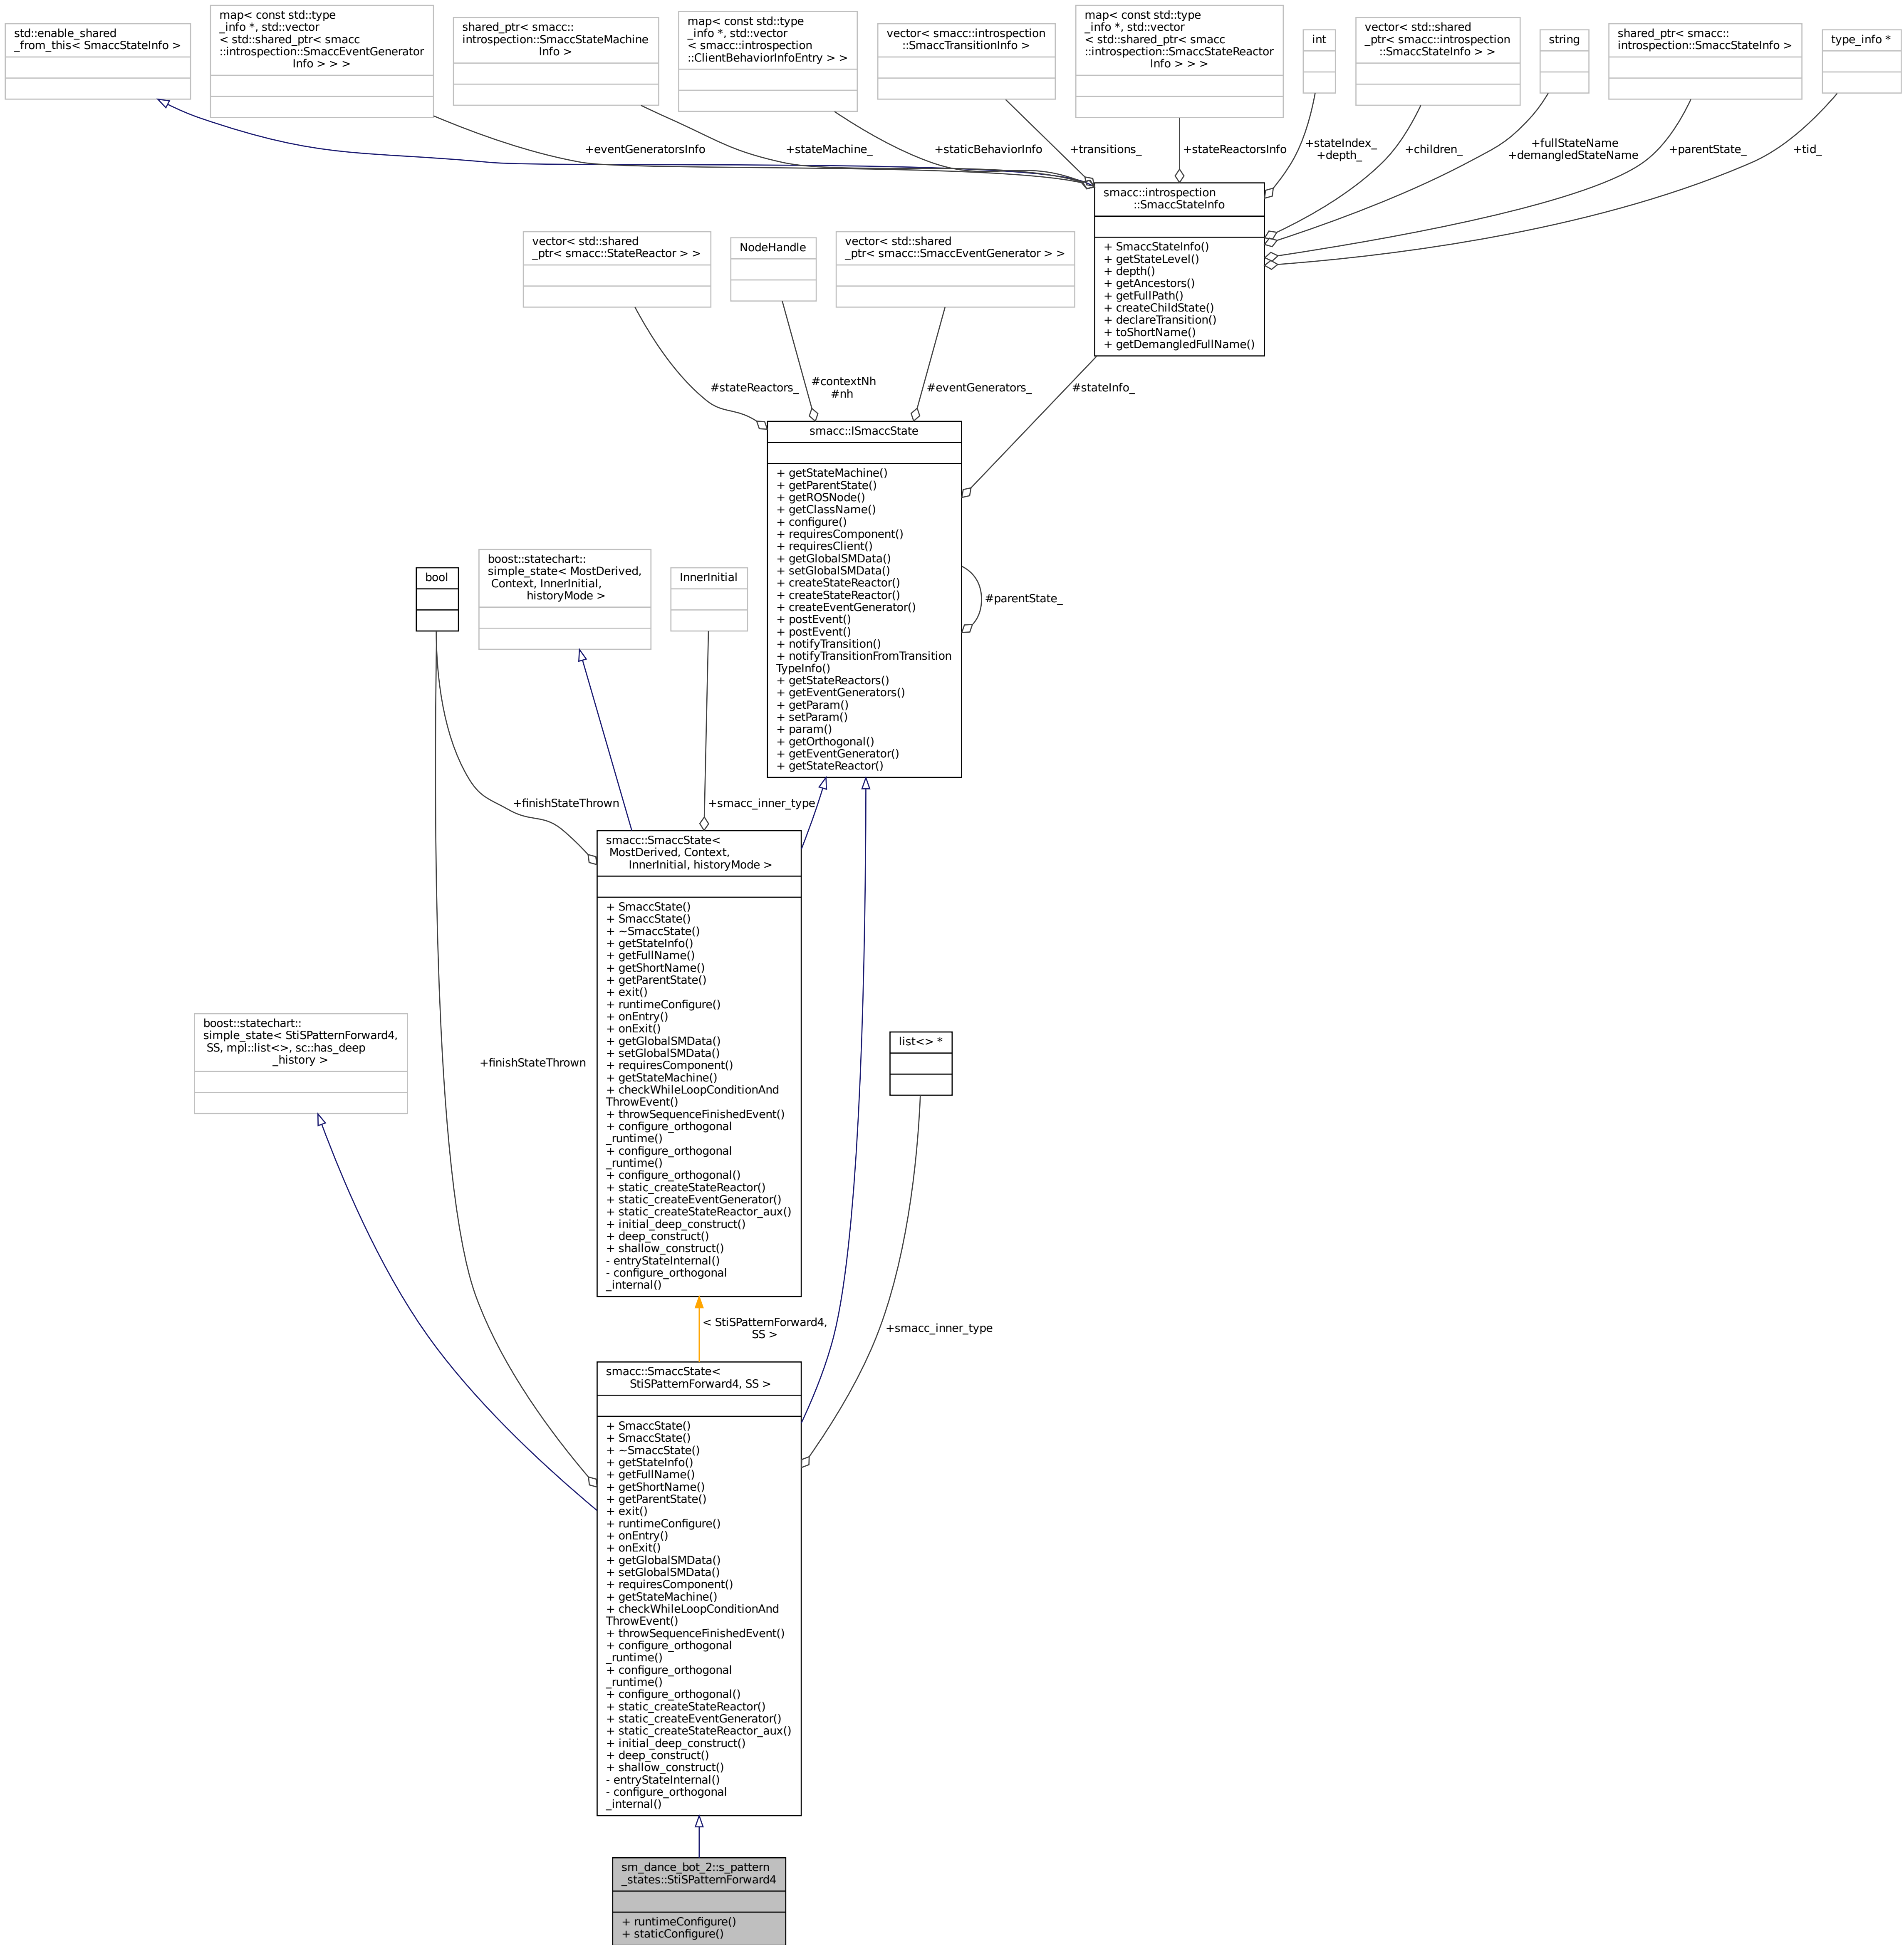 std::enable_shared
_from_this< SmaccStateInfo >
map< const std::type
_info *, std::vector
< std::shared_ptr< smacc
::introspection::SmaccEventGenerator
Info > > >
shared_ptr< smacc::
introspection::SmaccStateMachine
Info >
map< const std::type
_info *, std::vector
< smacc::introspection
::ClientBehaviorInfoEntry > >
vector< smacc::introspection
::SmaccTransitionInfo >
map< const std::type
_info *, std::vector
< std::shared_ptr< smacc
::introspection::SmaccStateReactor
Info > > >
int
vector< std::shared
_ptr< smacc::introspection
::SmaccStateInfo > >
string
shared_ptr< smacc::
introspection::SmaccStateInfo >
type_info *
+eventGeneratorsInfo
+stateMachine_
+staticBehaviorInfo
+transitions_
+stateReactorsInfo
+stateIndex_
+depth_
+children_
+fullStateName
+demangledStateName
+parentState_
+tid_
smacc::introspection
::SmaccStateInfo
+ SmaccStateInfo()
+ getStateLevel()
+ depth()
+ getAncestors()
+ getFullPath()
+ createChildState()
+ declareTransition()
+ toShortName()
+ getDemangledFullName()
vector< std::shared
_ptr< smacc::StateReactor > >
NodeHandle
vector< std::shared
_ptr< smacc::SmaccEventGenerator > >
#stateReactors_
#contextNh
#nh
#eventGenerators_
#stateInfo_
smacc::ISmaccState
+ getStateMachine()
+ getParentState()
+ getROSNode()
+ getClassName()
+ configure()
+ requiresComponent()
+ requiresClient()
+ getGlobalSMData()
+ setGlobalSMData()
+ createStateReactor()
+ createStateReactor()
+ createEventGenerator()
+ postEvent()
+ postEvent()
+ notifyTransition()
+ notifyTransitionFromTransition
TypeInfo()
+ getStateReactors()
+ getEventGenerators()
+ getParam()
+ setParam()
+ param()
+ getOrthogonal()
+ getEventGenerator()
+ getStateReactor()
#parentState_
bool
boost::statechart::
simple_state< MostDerived,
Context, InnerInitial,
historyMode >
InnerInitial
+finishStateThrown
+smacc_inner_type
smacc::SmaccState<
MostDerived, Context,
InnerInitial, historyMode >
+ SmaccState()
+ SmaccState()
+ ~SmaccState()
+ getStateInfo()
+ getFullName()
+ getShortName()
+ getParentState()
+ exit()
+ runtimeConfigure()
+ onEntry()
+ onExit()
+ getGlobalSMData()
+ setGlobalSMData()
+ requiresComponent()
+ getStateMachine()
+ checkWhileLoopConditionAnd
ThrowEvent()
+ throwSequenceFinishedEvent()
+ configure_orthogonal
_runtime()
+ configure_orthogonal
_runtime()
+ configure_orthogonal()
+ static_createStateReactor()
+ static_createEventGenerator()
+ static_createStateReactor_aux()
+ initial_deep_construct()
+ deep_construct()
+ shallow_construct()
- entryStateInternal()
- configure_orthogonal
_internal()
boost::statechart::
simple_state< StiSPatternForward4,
SS, mpl::list<>, sc::has_deep
_history >
+finishStateThrown
list<> *
< StiSPatternForward4,
SS >
+smacc_inner_type
smacc::SmaccState<
StiSPatternForward4, SS >
+ SmaccState()
+ SmaccState()
+ ~SmaccState()
+ getStateInfo()
+ getFullName()
+ getShortName()
+ getParentState()
+ exit()
+ runtimeConfigure()
+ onEntry()
+ onExit()
+ getGlobalSMData()
+ setGlobalSMData()
+ requiresComponent()
+ getStateMachine()
+ checkWhileLoopConditionAnd
ThrowEvent()
+ throwSequenceFinishedEvent()
+ configure_orthogonal
_runtime()
+ configure_orthogonal
_runtime()
+ configure_orthogonal()
+ static_createStateReactor()
+ static_createEventGenerator()
+ static_createStateReactor_aux()
+ initial_deep_construct()
+ deep_construct()
+ shallow_construct()
- entryStateInternal()
- configure_orthogonal
_internal()
sm_dance_bot_2::s_pattern
_states::StiSPatternForward4
+ runtimeConfigure()
+ staticConfigure()